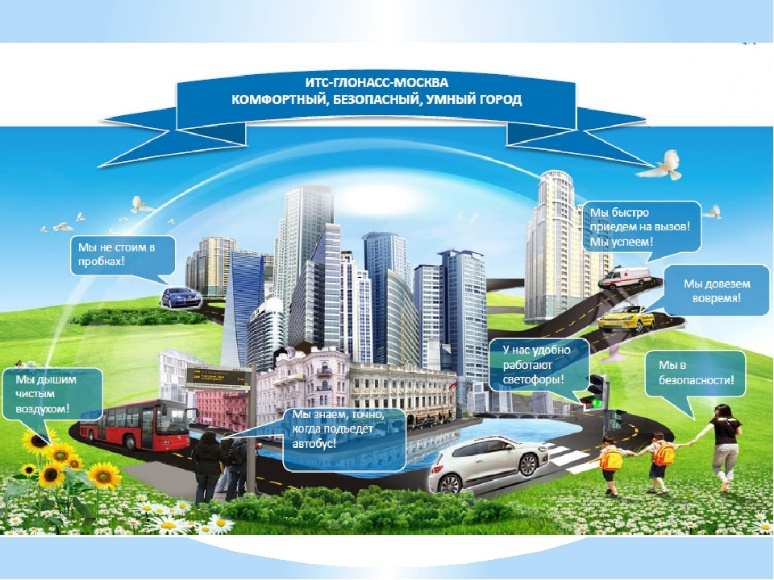 ИТС-ГЛОНАСС-МОСКВА
КОМФОРТНЫЙ, БЕЗОПАСНЫЙ, УМНЫЙ ГОРОД
Мы быстро
приедем на вызов!
Мы успеем!
Мы не стоим в
пробках!
Мы довезем
вовремя!
У нас удобно
работают
светофоры!
Мы в
безопасности!
Мы дышим
чистым
воздухом!
Мы знаем, точно,
когда подъедет
автобус!